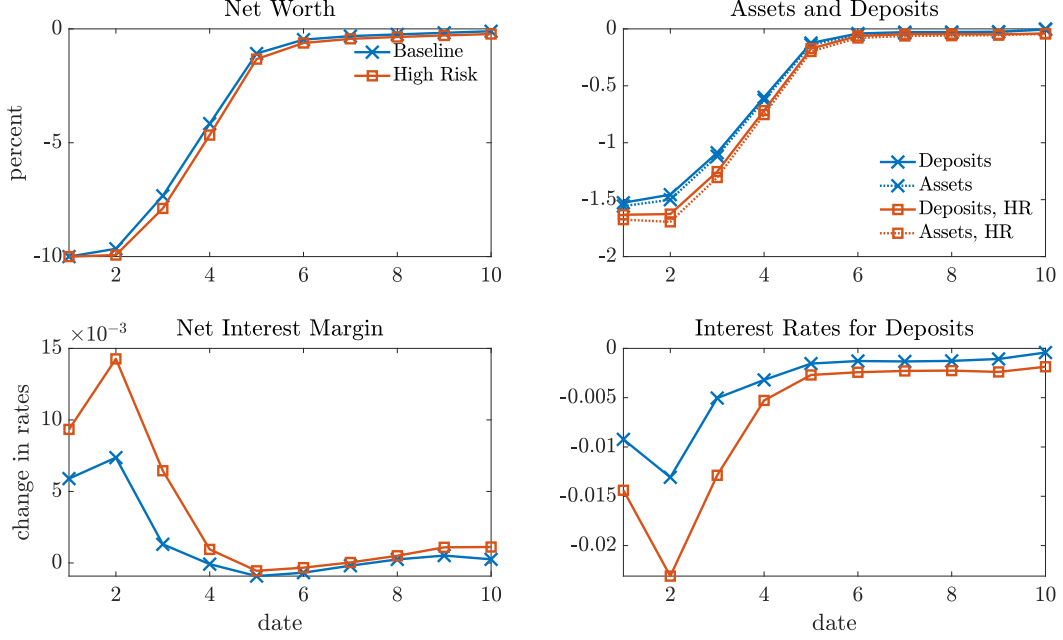 Net Worth
0
-5
-10
percent
2 4 6 8 10
Baseline
High Risk
Assets and Deposits
0
-0.5
-1
-1.5
-2
2 4 6 8 10
Deposits
Assets
Deposits, HR
Assets, HR
Net Interest Margin
×10⁻³
15
10
5
0
change in rates
2 4 6 8 10
date
Interest Rates for Deposits
0
-0.005
-0.01
-0.015
-0.02
2 4 6 8 10
date